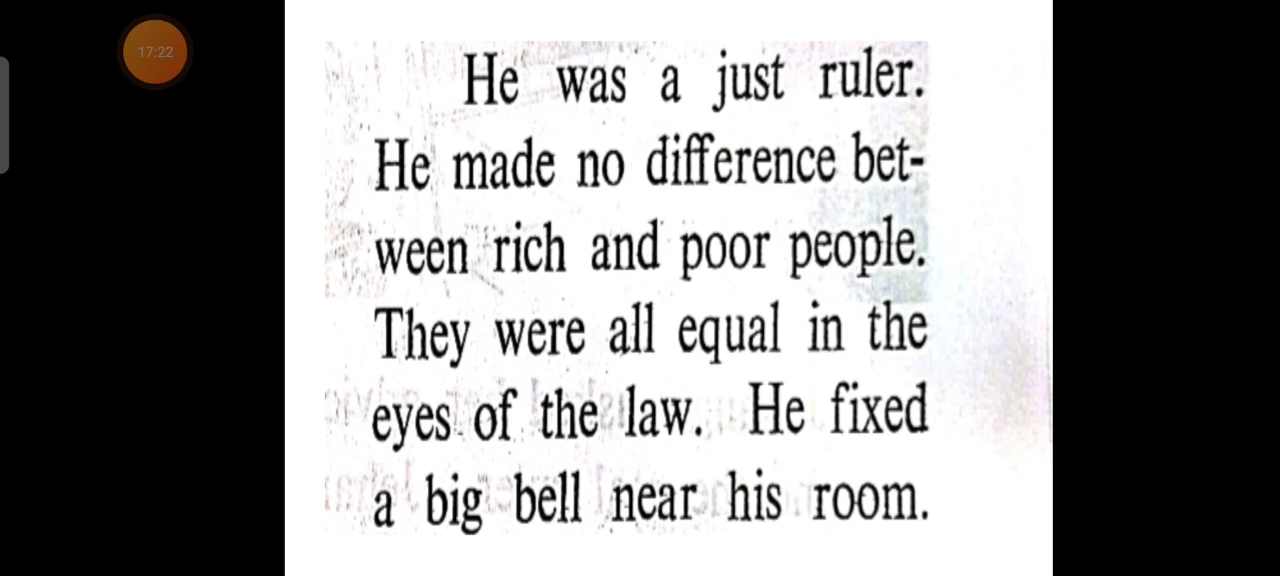 17:22
He was a just ruler.
He made no difference bet-
ween rich and poor people.
They were all equal in the
eyes of the law. He fixed
a big bell near his room.